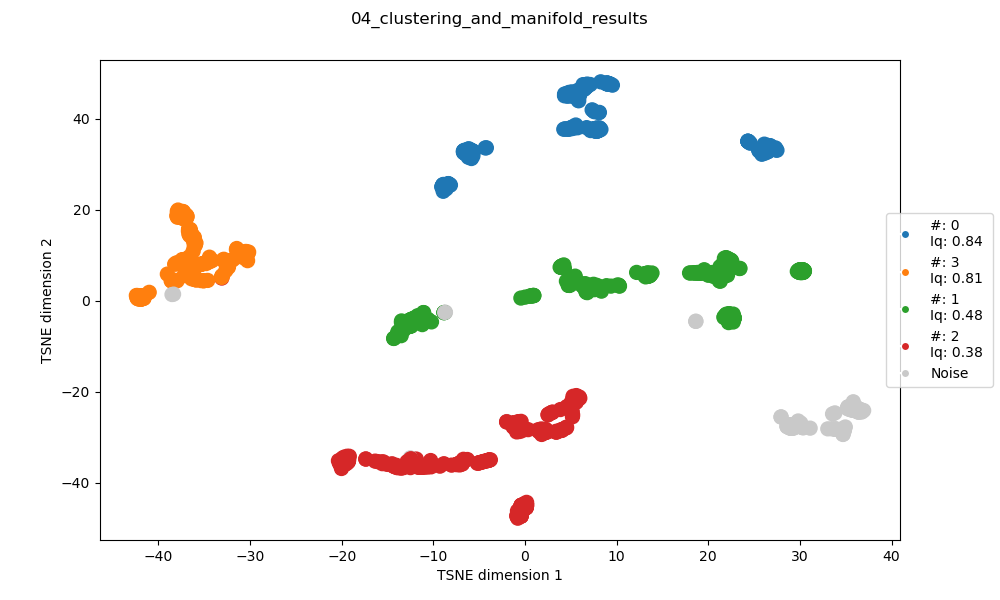 04_clustering_and_manifold_results
TSNE dimension 2
40
20
0
−20
−40
−40
−30
−20
−10
0
10
20
30
40
TSNE dimension 1
#: 0
Iq: 0.84
#: 3
Iq: 0.81
#: 1
Iq: 0.48
#: 2
Iq: 0.38
Noise